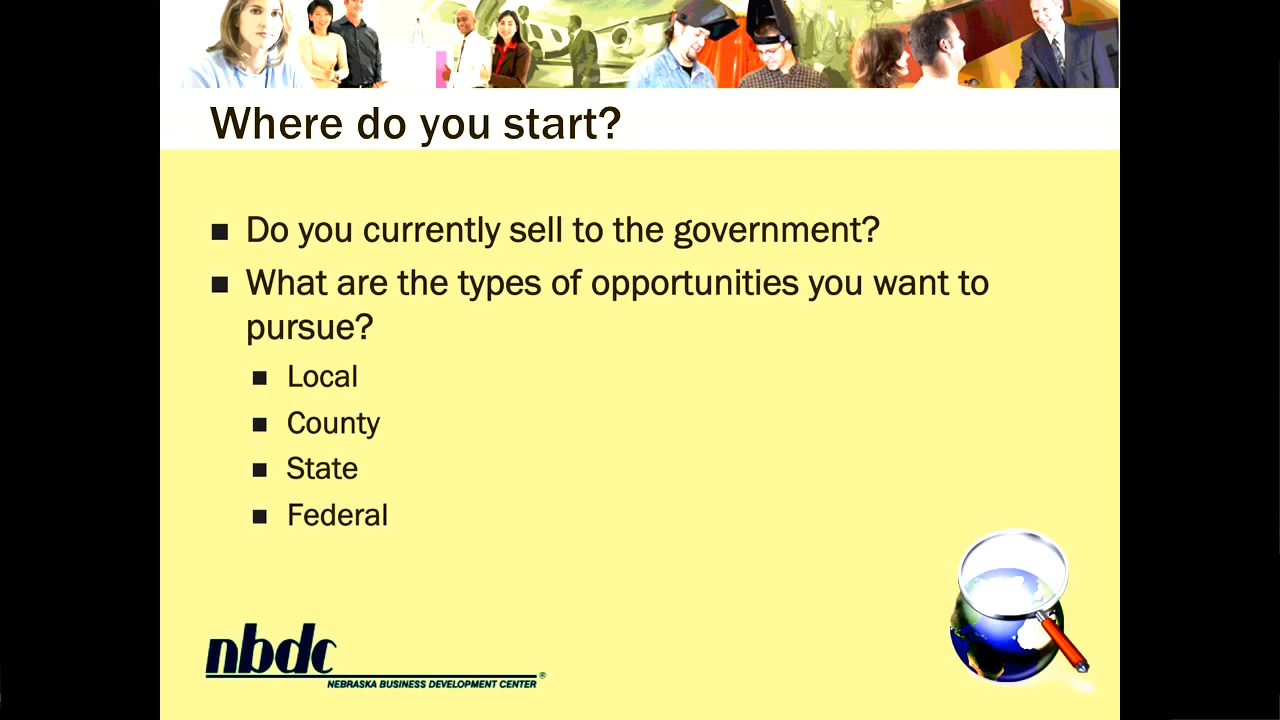 Where do you start?
■ Do you currently sell to the government?
■ What are the types of opportunities you want to
pursue?
■ Local
■ County
■ State
■ Federal
nbdc
NEBRASKA BUSINESS DEVELOPMENT CENTER®